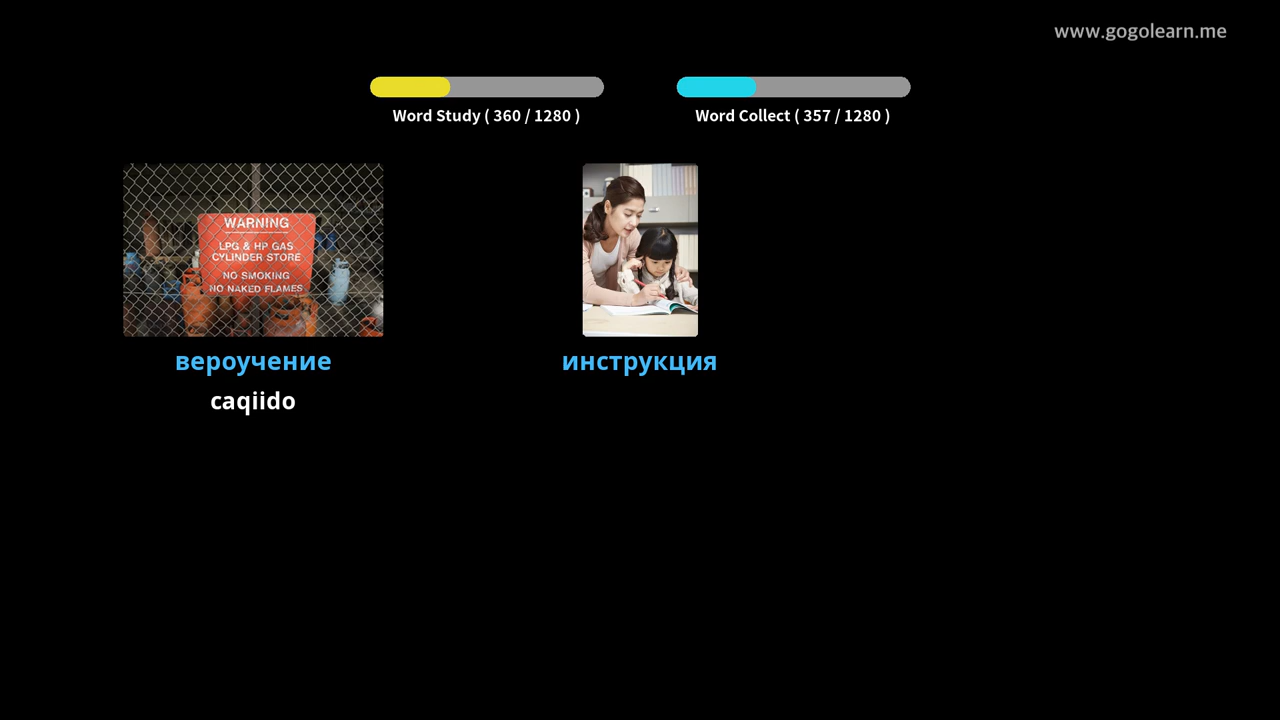 www.gogolearn.me
Word Study ( 360 / 1280 )
Word Collect ( 357 / 1280 )
WARNING
LPG & HP GAS
CYLINDER STORE
NO SMOKING
NO NAKED FLAMES
вероучение
caqiido
инструкция